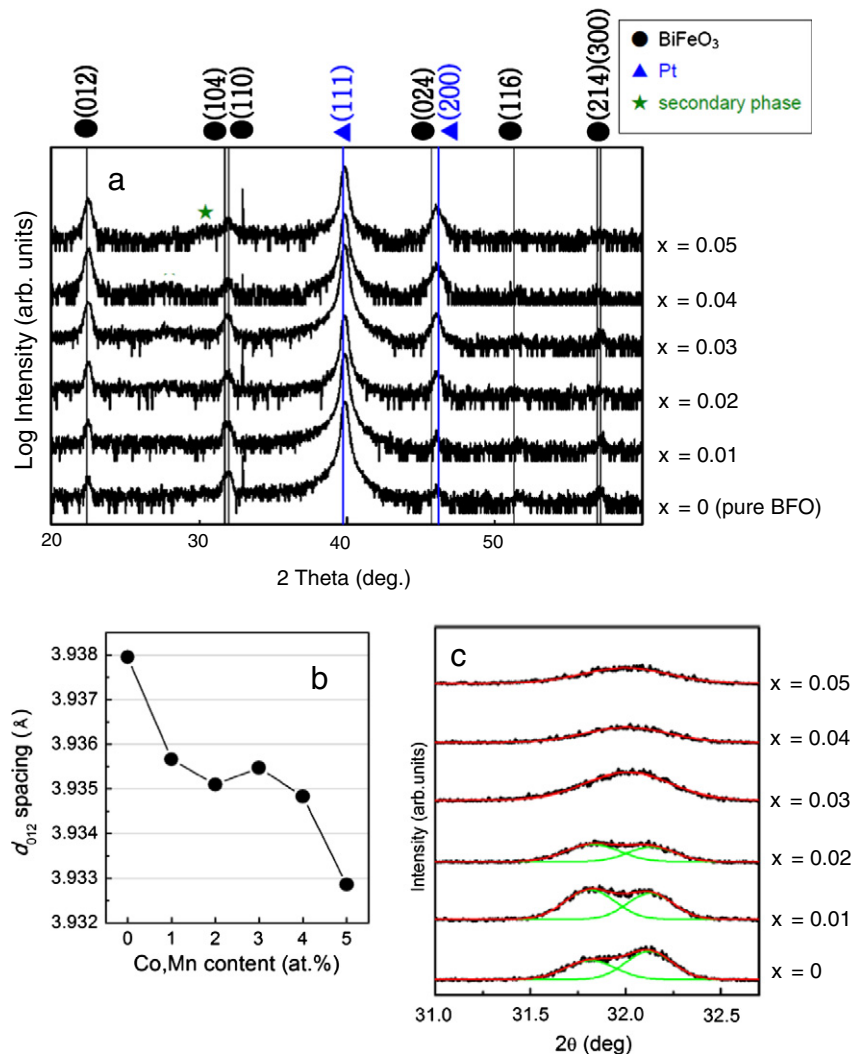 ●(012)
●(104)
●(110)
▲(111)
●(024)
▲(200)
●(116)
●(214)(300)
● BiFeO₃
▲ Pt
★ secondary phase
a
★
Log Intensity (arb. units)
x = 0.05
x = 0.04
x = 0.03
x = 0.02
x = 0.01
x = 0 (pure BFO)
20 30 40 50
2 Theta (deg.)
b
d₀₁₂ spacing (Å)
3.938
3.937
3.936
3.935
3.934
3.933
3.932
0 1 2 3 4 5
Co,Mn content (at.%)
c
Intensity (arb.units)
x = 0.05
x = 0.04
x = 0.03
x = 0.02
x = 0.01
x = 0
31.0 31.5 32.0 32.5
2θ (deg)